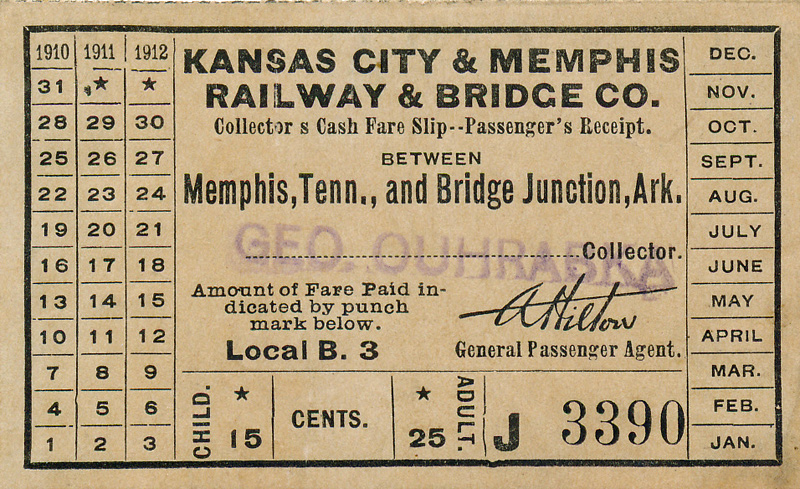 1910 1911 1912
31 ★ ★
28 29 30
25 26 27
22 23 24
19 20 21
16 17 18
13 14 15
10 11 12
7 8 9
4 5 6
1 2 3
KANSAS CITY & MEMPHIS
RAILWAY & BRIDGE CO.
Collector s Cash Fare Slip--Passenger's Receipt.
BETWEEN
Memphis, Tenn., and Bridge Junction, Ark.
GEO. OUHRABKA
Collector.
Amount of Fare Paid in-
dicated by punch
mark below.
Local B. 3
A Hilton
General Passenger Agent.
CHILD.
★
15
CENTS.
★
25
ADULT.
J 3390
DEC.
NOV.
OCT.
SEPT.
AUG.
JULY
JUNE
MAY
APRIL
MAR.
FEB.
JAN.